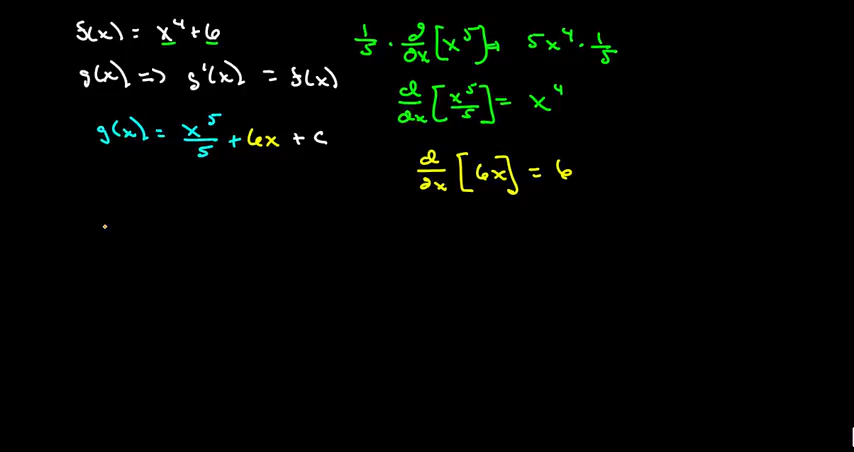 f(x) = x⁴ + 6
g(x) => g'(x) = f(x)
g(x) = x⁵/5 + 6x + c
1/5 · d/dx [x⁵] => 5x⁴ · 1/5
d/dx [x⁵/5] = x⁴
d/dx [6x] = 6